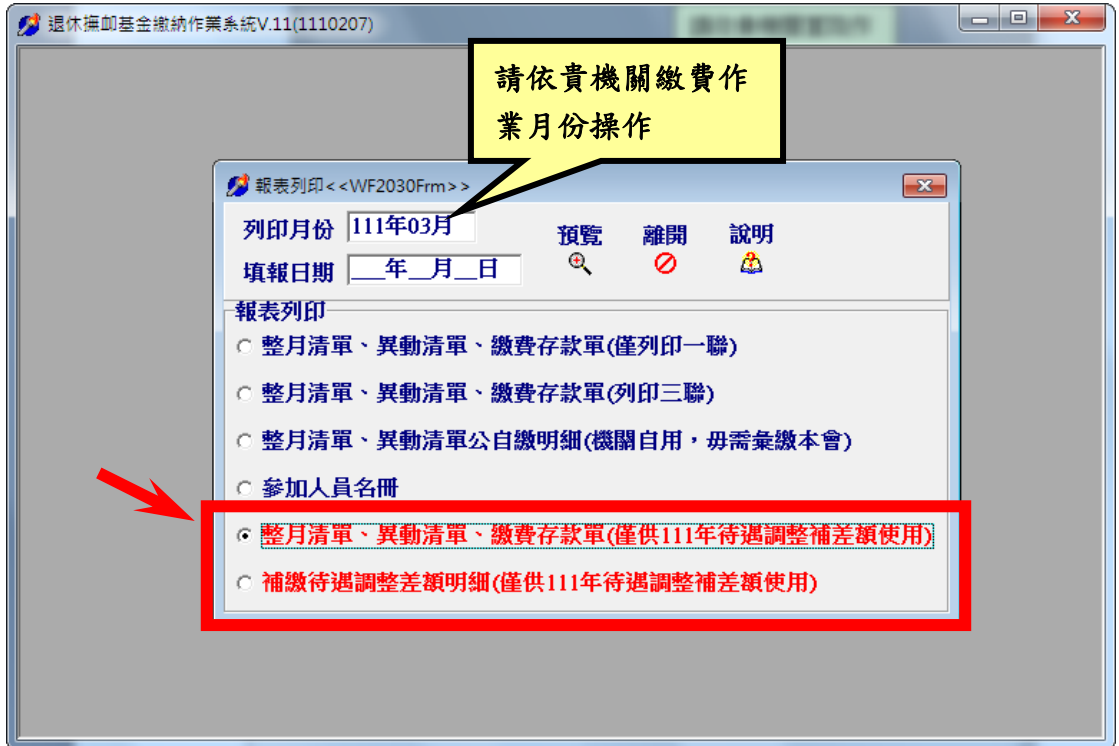 退休撫卹基金繳納作業系統V.11(1110207)
請依貴機關繳費作
業月份操作
報表列印<<WF2030Frm>>
列印月份 111年03月
預覽 離開 說明
填報日期 ___年__月__日
報表列印
整月清單、異動清單、繳費存款單(僅列印一聯)
整月清單、異動清單、繳費存款單(列印三聯)
整月清單、異動清單公自繳明細(機關自用，毋需彙繳本會)
參加人員名冊
整月清單、異動清單、繳費存款單(僅供111年待遇調整補差額使用)
補繳待遇調整差額明細(僅供111年待遇調整補差額使用)